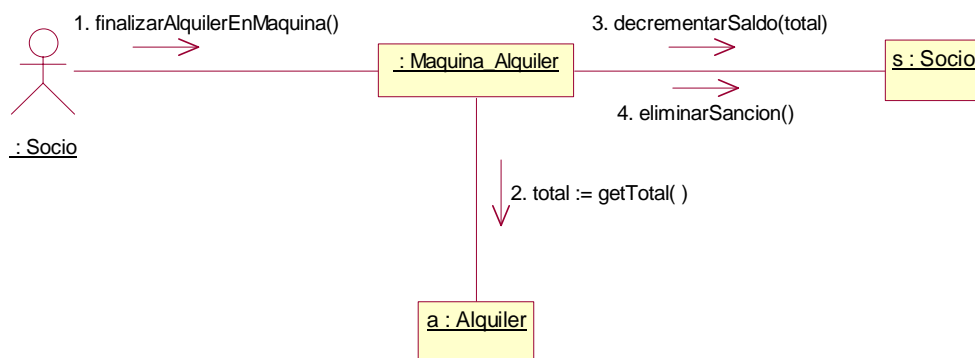 1. finalizarAlquilerEnMaquina()
3. decrementarSaldo(total)
: Maquina_Alquiler
s : Socio
4. eliminarSancion()
: Socio
2. total := getTotal( )
a : Alquiler